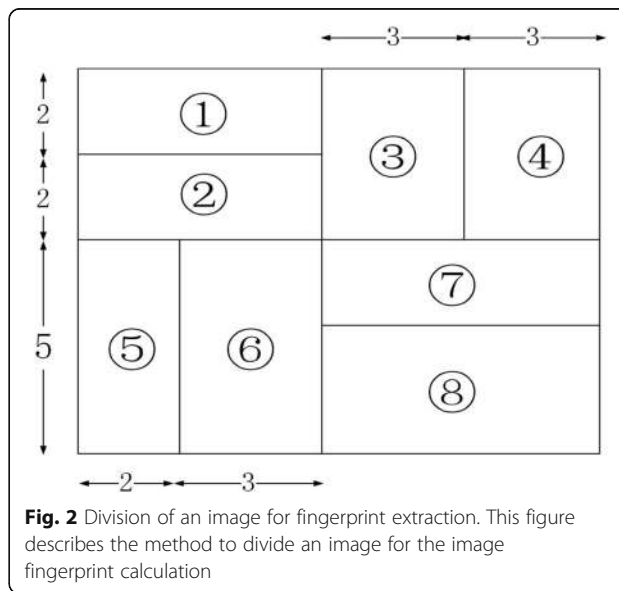 3 3
2 ① ③ ④
2 ②
5 ⑤ ⑥ ⑦
⑧
2 3
Fig. 2 Division of an image for fingerprint extraction. This figure
describes the method to divide an image for the image
fingerprint calculation